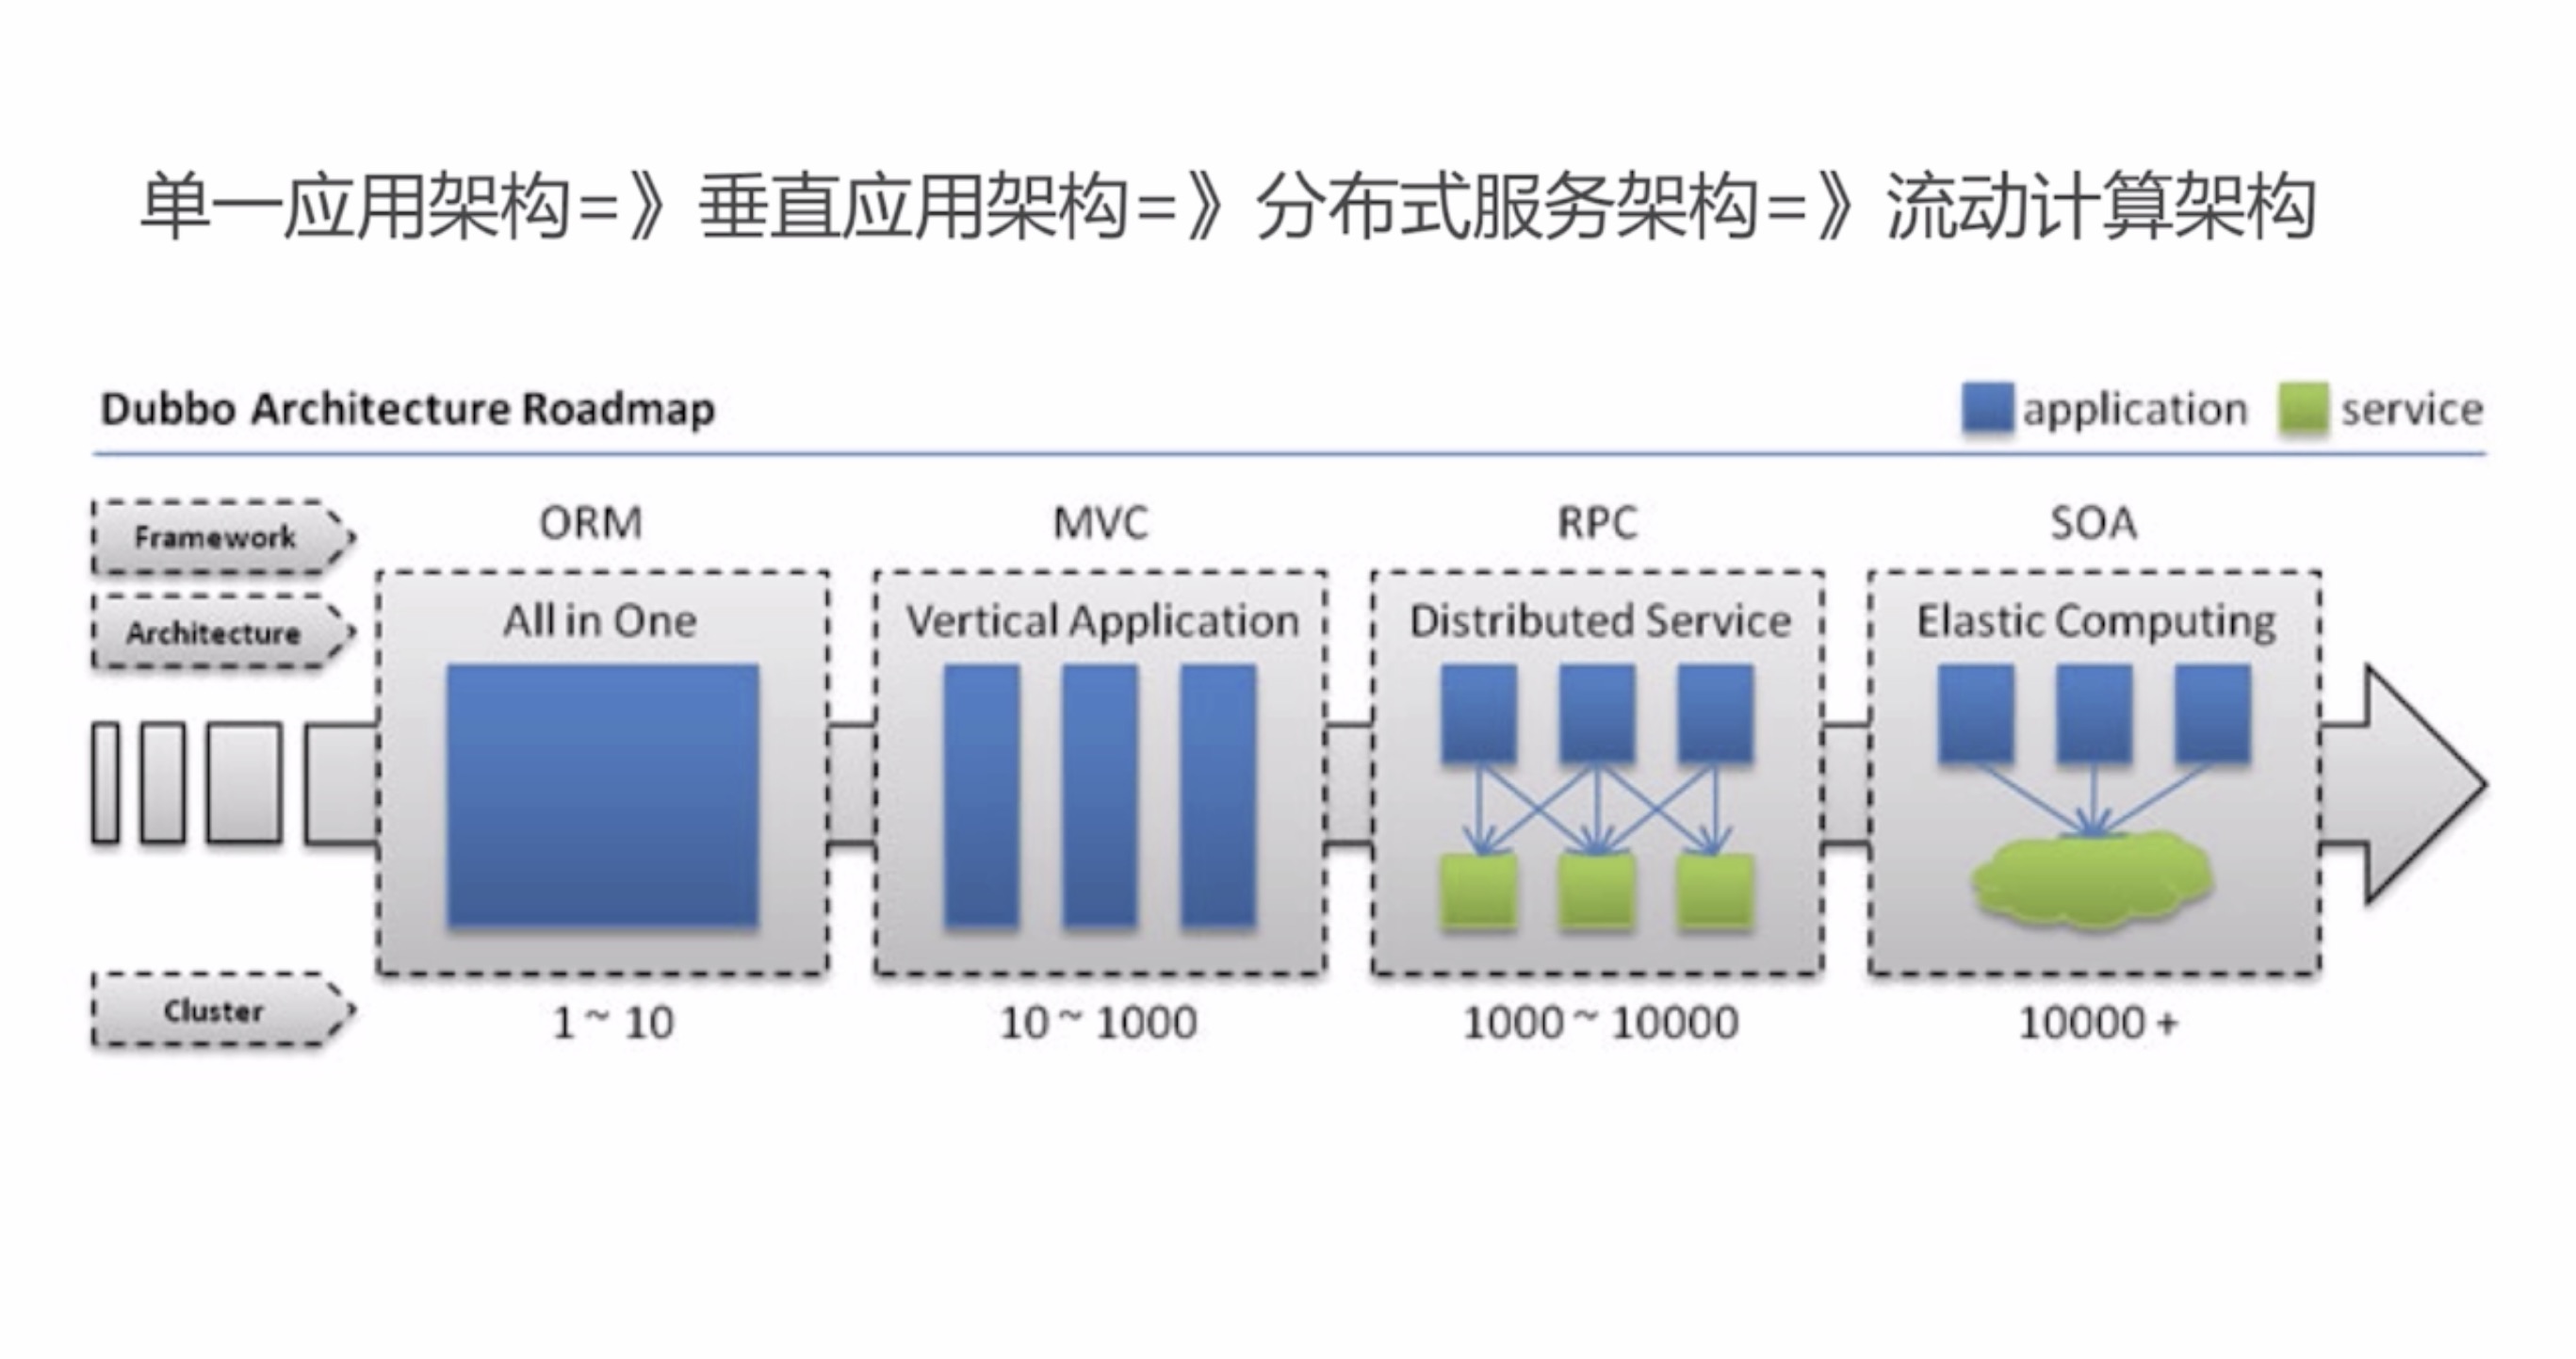 单一应用架构=》垂直应用架构=》分布式服务架构=》流动计算架构
Dubbo Architecture Roadmap
application service
Framework
ORM MVC RPC SOA
Architecture
All in One Vertical Application Distributed Service Elastic Computing
Cluster
1 ~ 10 10 ~ 1000 1000 ~ 10000 10000 +